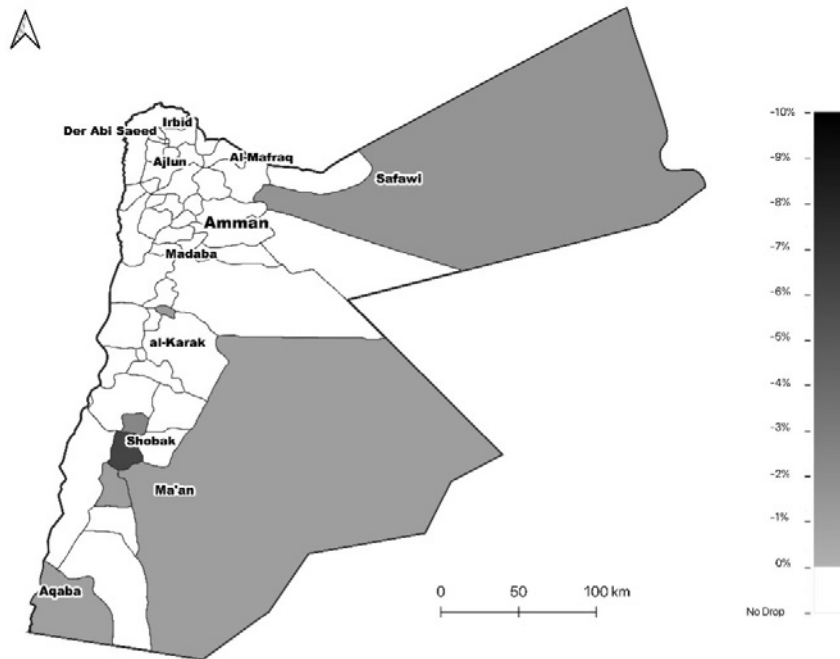 Irbid
Der Abi Saeed
Ajlun
Al-Mafraq
Safawi
Amman
Madaba
al-Karak
Shobak
Ma'an
Aqaba
0 50 100 km
-10%
-9%
-8%
-7%
-6%
-5%
-4%
-3%
-2%
-1%
0%
No Drop